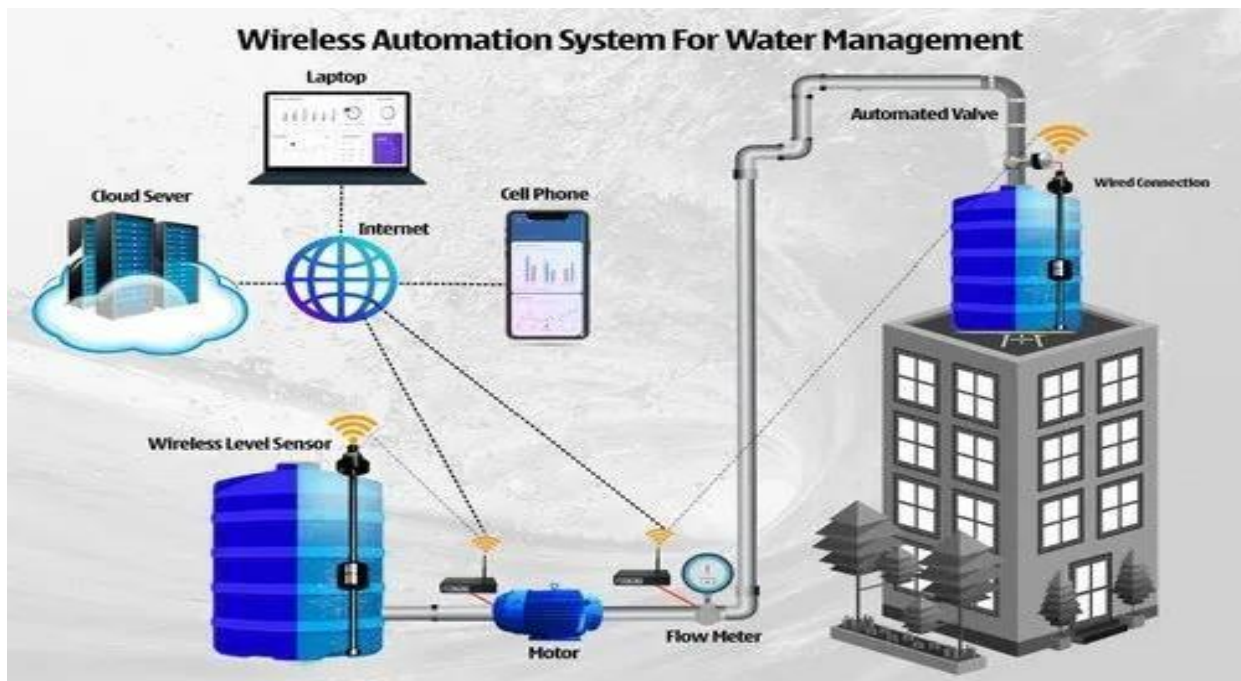 Wireless Automation System For Water Management
Laptop
Automated Valve
Cloud Sever
Cell Phone
Wired Connection
Internet
Wireless Level Sensor
Flow Meter
Motor